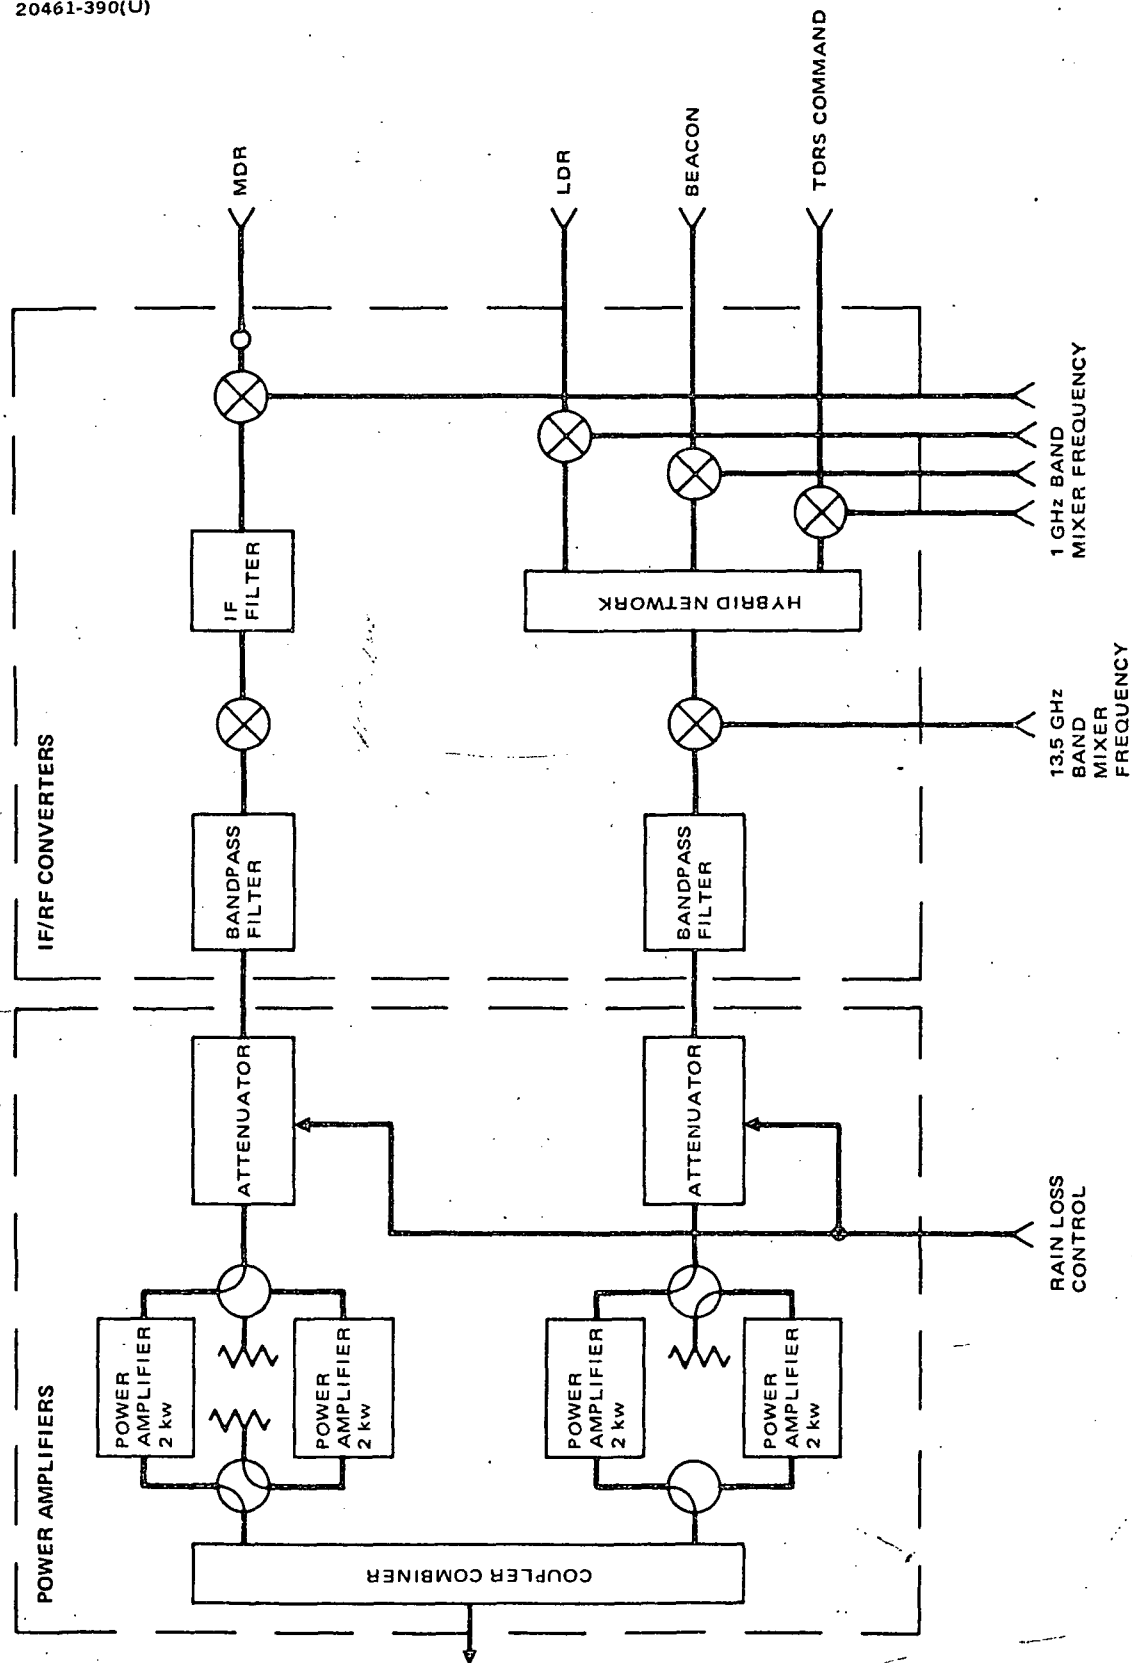 20461-390(U)
POWER AMPLIFIERS
IF/RF CONVERTERS
POWER
AMPLIFIER
2 kw
POWER
AMPLIFIER
2 kw
ATTENUATOR
BANDPASS
FILTER
IF
FILTER
MDR
COUPLER COMBINER
POWER
AMPLIFIER
2 kw
POWER
AMPLIFIER
2 kw
ATTENUATOR
BANDPASS
FILTER
HYBRID NETWORK
LDR
BEACON
TDRS COMMAND
RAIN LOSS
CONTROL
13.5 GHz
BAND
MIXER
FREQUENCY
1 GHz BAND
MIXER FREQUENCY